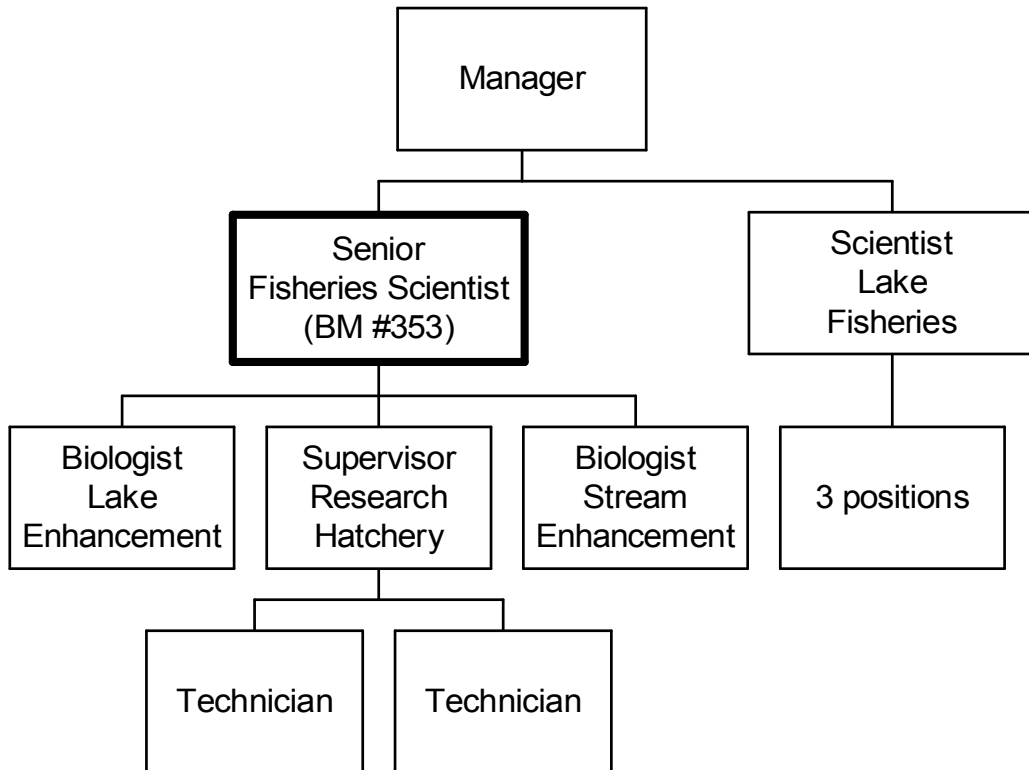 Manager
Senior
Fisheries Scientist
(BM #353)
Scientist
Lake
Fisheries
Biologist
Lake
Enhancement
Supervisor
Research
Hatchery
Biologist
Stream
Enhancement
3 positions
Technician
Technician